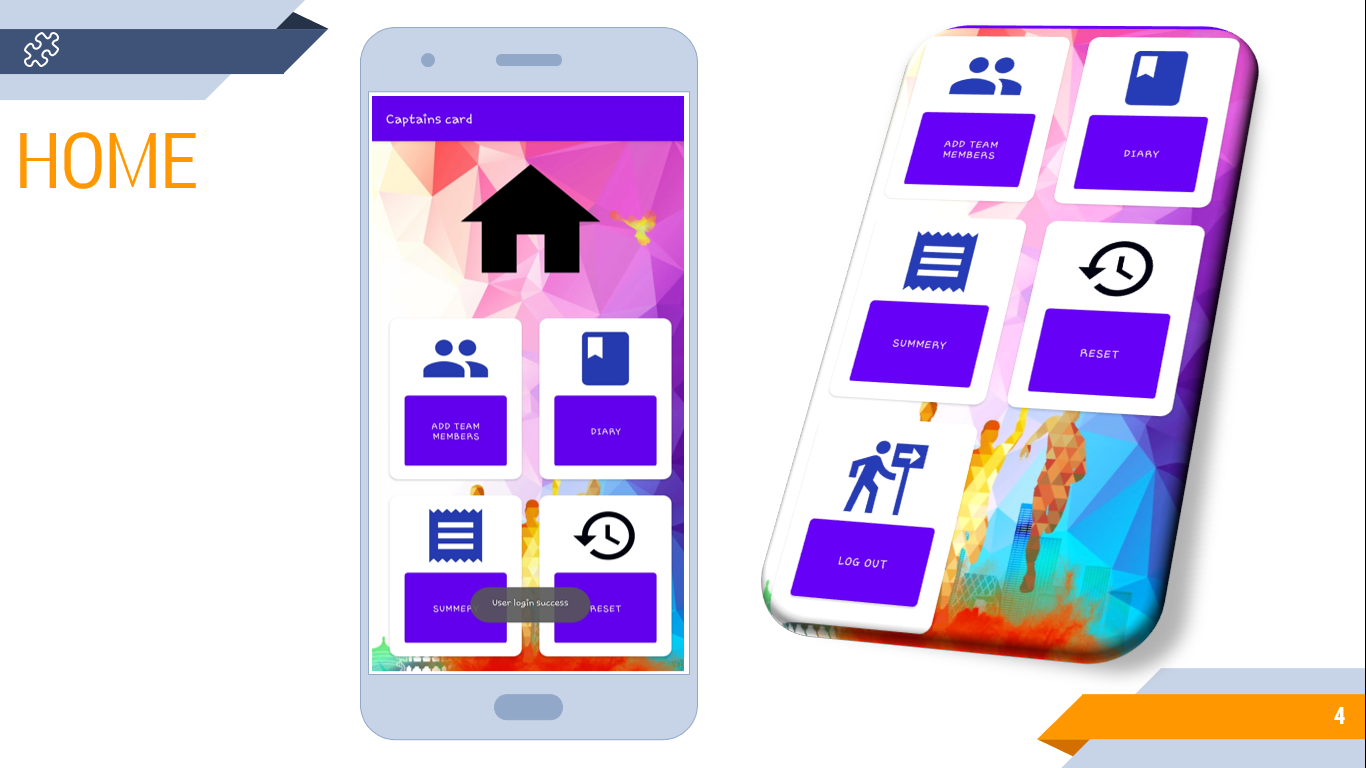 HOME
Captains card
ADD TEAM
MEMBERS
DIARY
SUMMERY
RESET
User login success
ADD TEAM
MEMBERS
DIARY
SUMMERY
RESET
LOG OUT
4